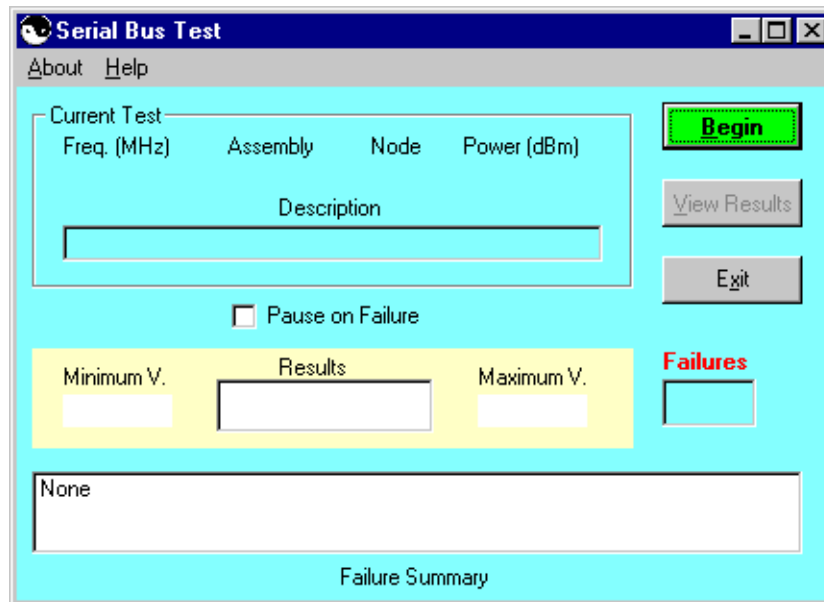 Serial Bus Test
About Help
Current Test
Freq. (MHz) Assembly Node Power (dBm)
Description
Begin
View Results
Exit
Pause on Failure
Minimum V. Results Maximum V.
Failures
None
Failure Summary